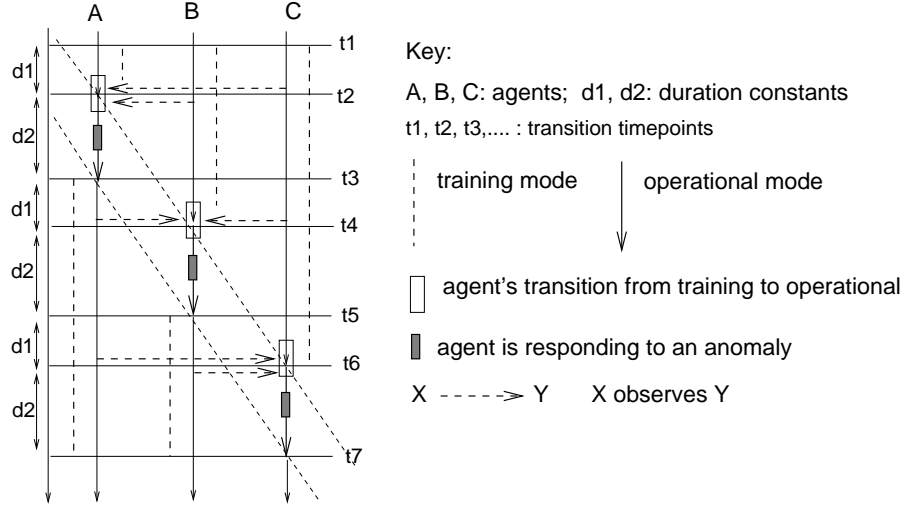 A B C
t1
d1
t2
d2
t3
d1
t4
d2
t5
d1
t6
d2
t7
Key:
A, B, C: agents; d1, d2: duration constants
t1, t2, t3,.... : transition timepoints
training mode operational mode
agent's transition from training to operational
agent is responding to an anomaly
X Y X observes Y